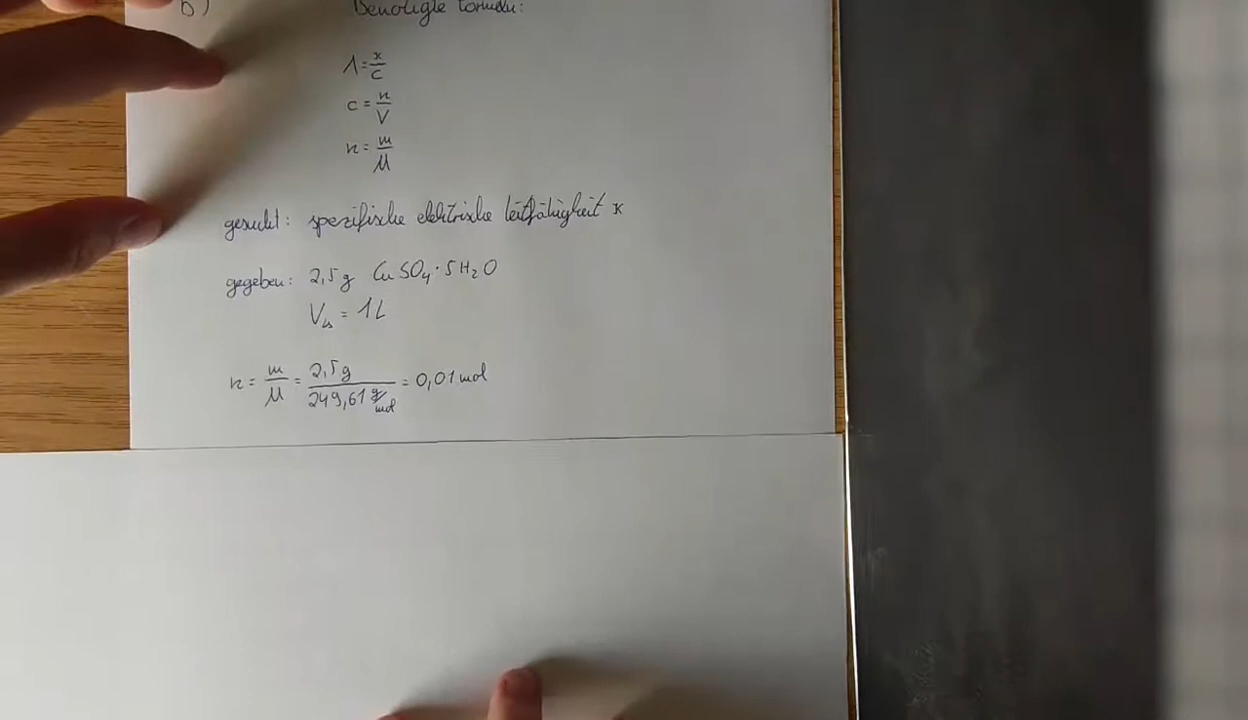 b) Benötigte Formeln:
Λ = κ/c
c = n/V
n = m/M
gesucht: spezifische elektrische Leitfähigkeit κ
gegeben: 2,5 g CuSO₄ · 5 H₂O
V = 1 L
n = m/M = 2,5 g / 249,61 g/mol = 0,01 mol